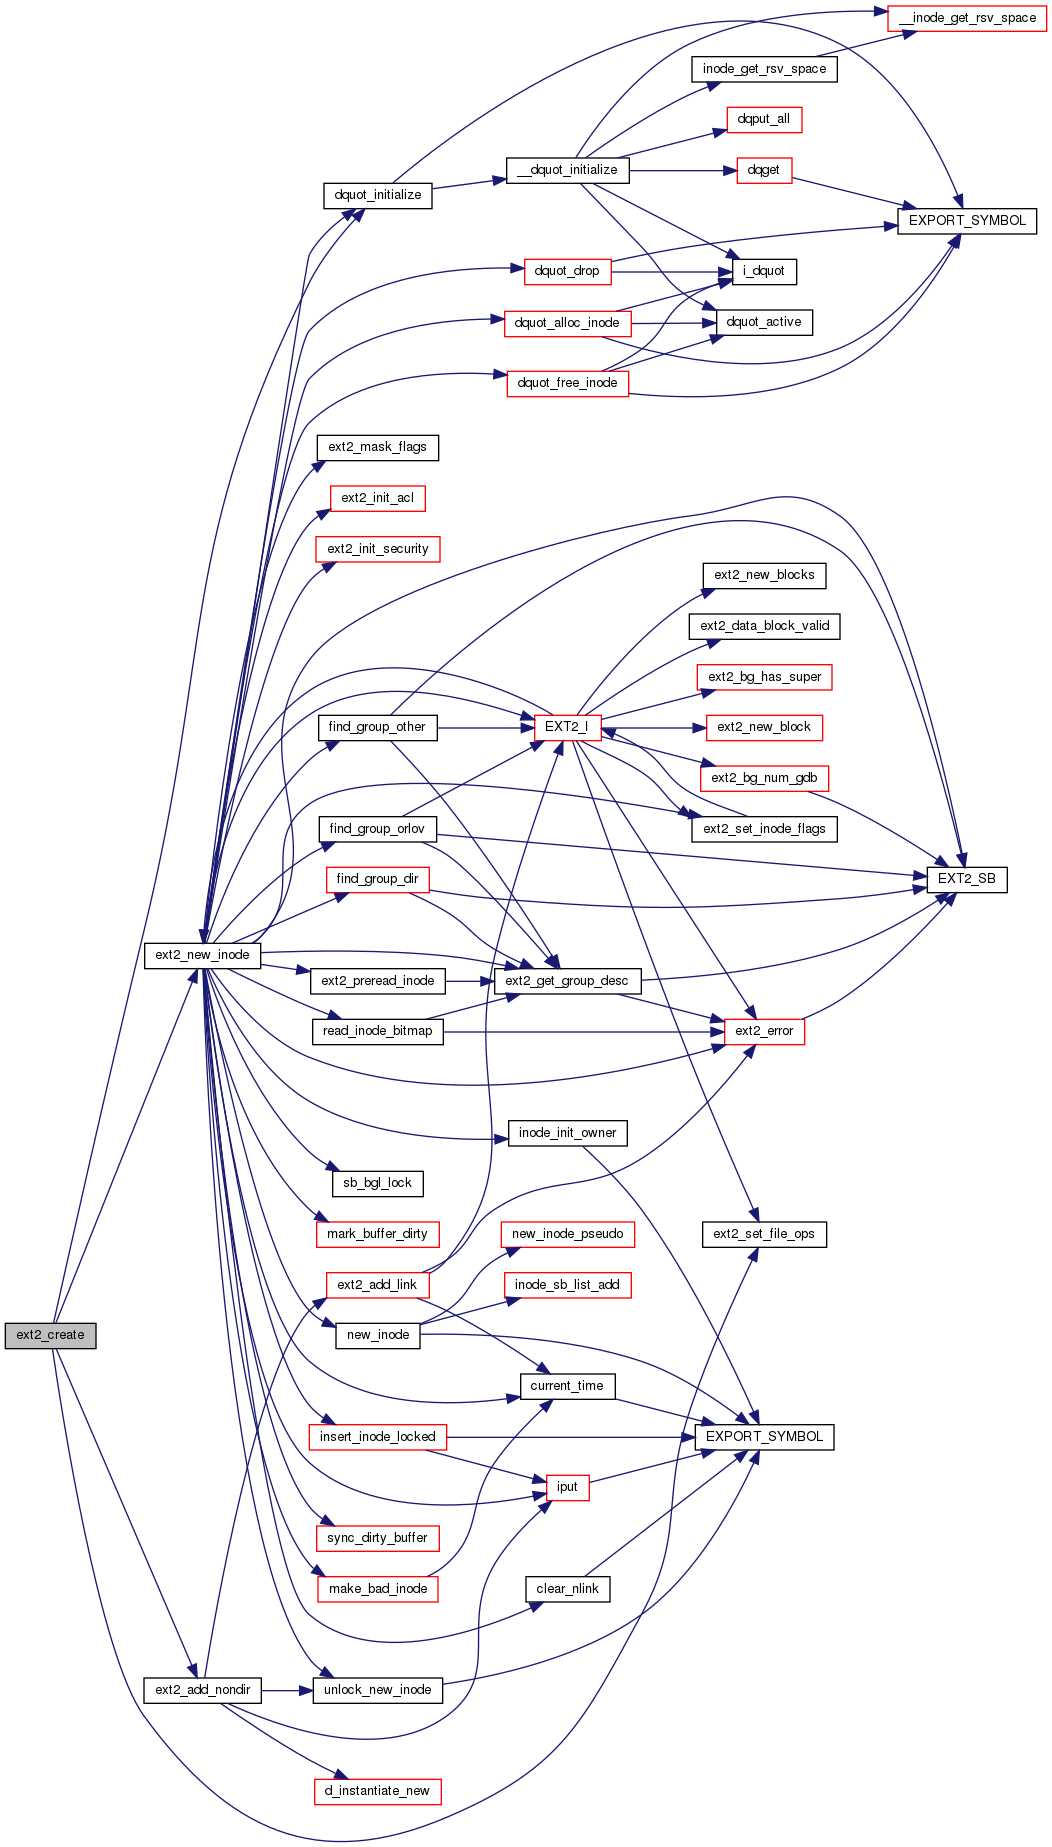 __inode_get_rsv_space
inode_get_rsv_space
dqput_all
__dquot_initialize
dqget
dquot_initialize
EXPORT_SYMBOL
dquot_drop
i_dquot
dquot_alloc_inode
dquot_active
dquot_free_inode
ext2_mask_flags
ext2_init_acl
ext2_init_security
ext2_new_blocks
ext2_data_block_valid
ext2_bg_has_super
find_group_other
EXT2_I
ext2_new_block
ext2_bg_num_gdb
find_group_orlov
ext2_set_inode_flags
find_group_dir
EXT2_SB
ext2_new_inode
ext2_preread_inode
ext2_get_group_desc
read_inode_bitmap
ext2_error
inode_init_owner
sb_bgl_lock
mark_buffer_dirty
new_inode_pseudo
ext2_set_file_ops
ext2_add_link
inode_sb_list_add
ext2_create
new_inode
current_time
insert_inode_locked
EXPORT_SYMBOL
iput
sync_dirty_buffer
make_bad_inode
clear_nlink
ext2_add_nondir
unlock_new_inode
d_instantiate_new